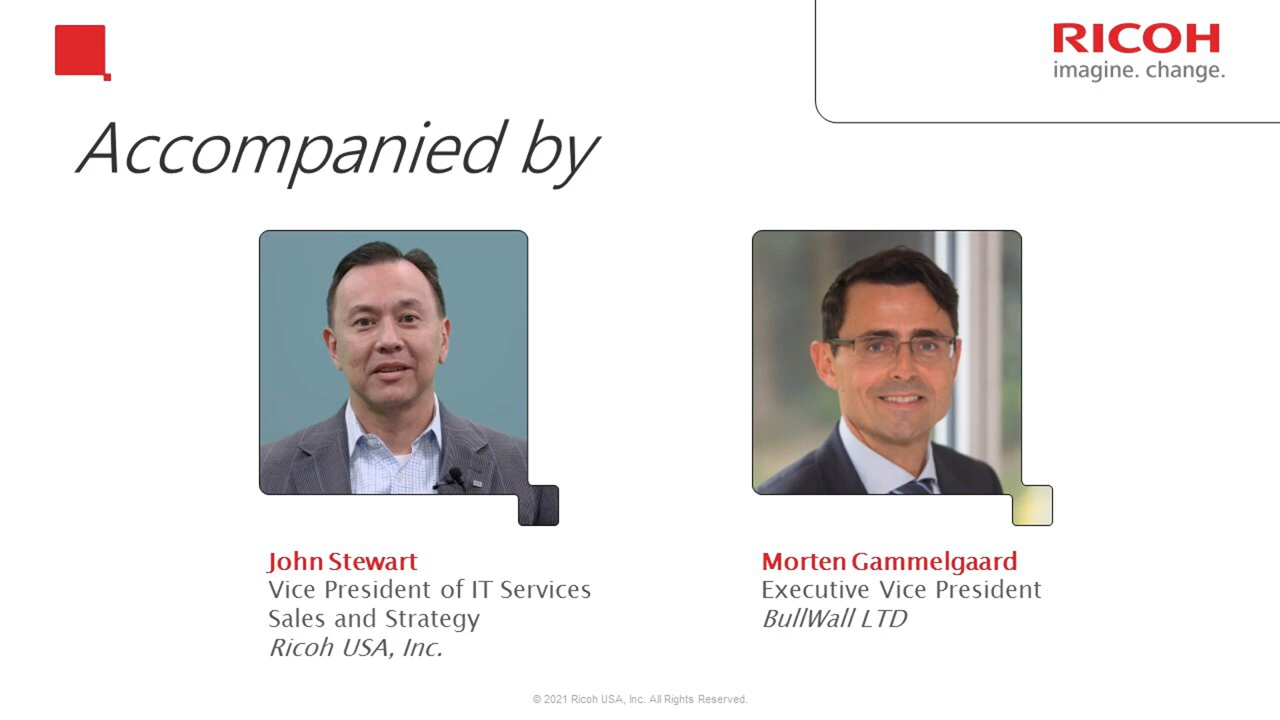 RICOH
imagine. change.
Accompanied by
John Stewart
Vice President of IT Services
Sales and Strategy
Ricoh USA, Inc.
Morten Gammelgaard
Executive Vice President
BullWall LTD
© 2021 Ricoh USA, Inc. All Rights Reserved.